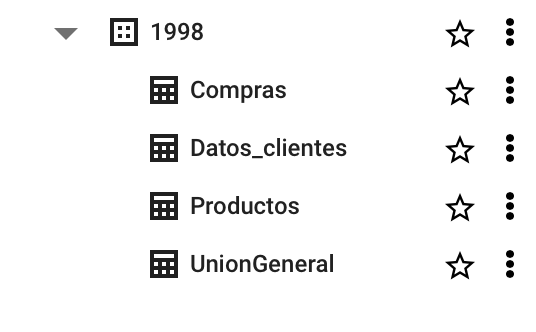 1998
Compras
Datos_clientes
Productos
UnionGeneral